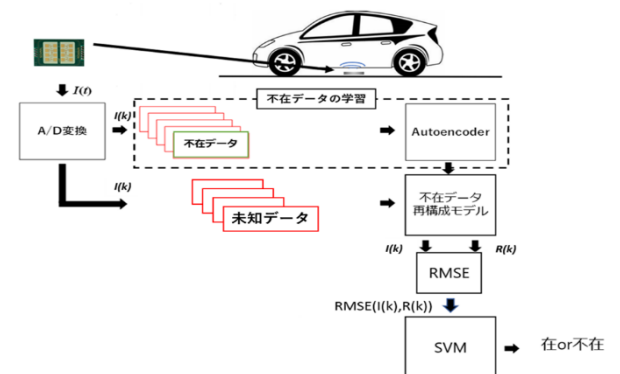 I(t)
不在データの学習
A/D変換
I(k)
不在データ
Autoencoder
I(k)
未知データ
不在データ
再構成モデル
I(k)
R(k)
RMSE
RMSE(I(k),R(k))
SVM
在or不在